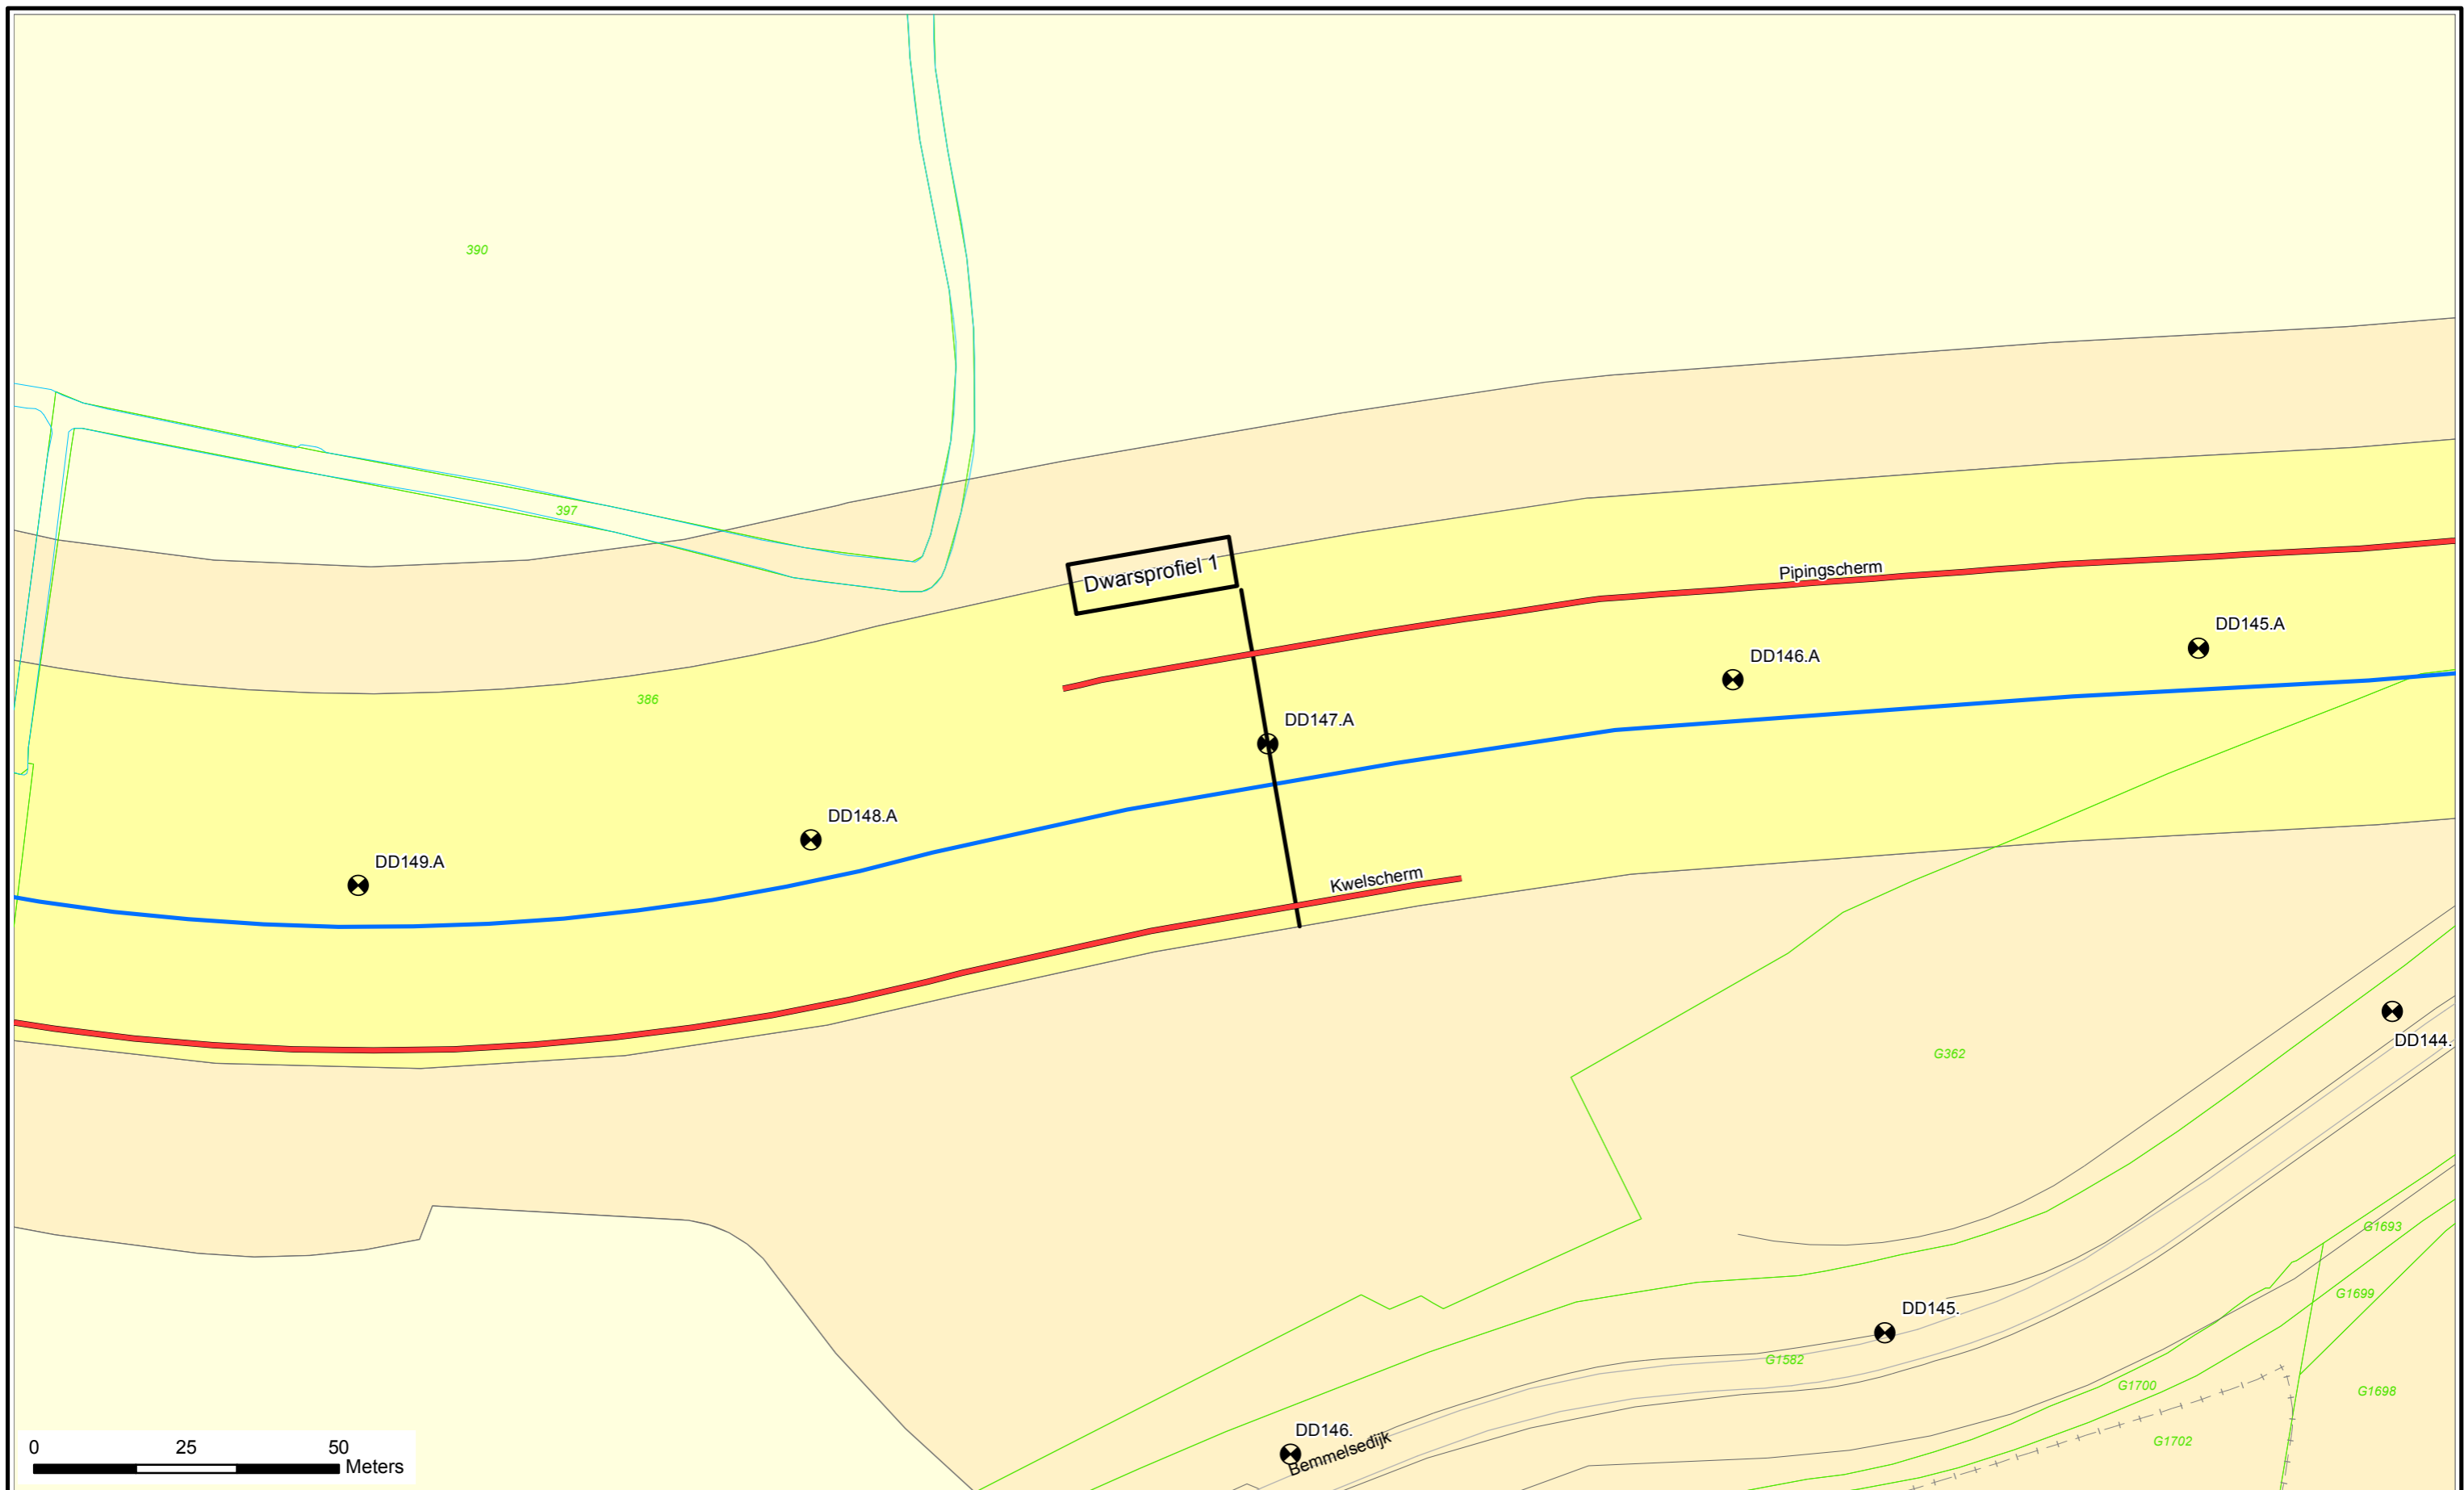 390
397
Dwarsprofiel 1
Pipingscherm
DD145.A
DD146.A
386
DD147.A
DD148.A
DD149.A
Kwelscherm
DD144.
G362
G1693
G1699
DD145.
G1582
G1700
G1698
DD146.
Bemmelsedijk
G1702
0 25 50
Meters